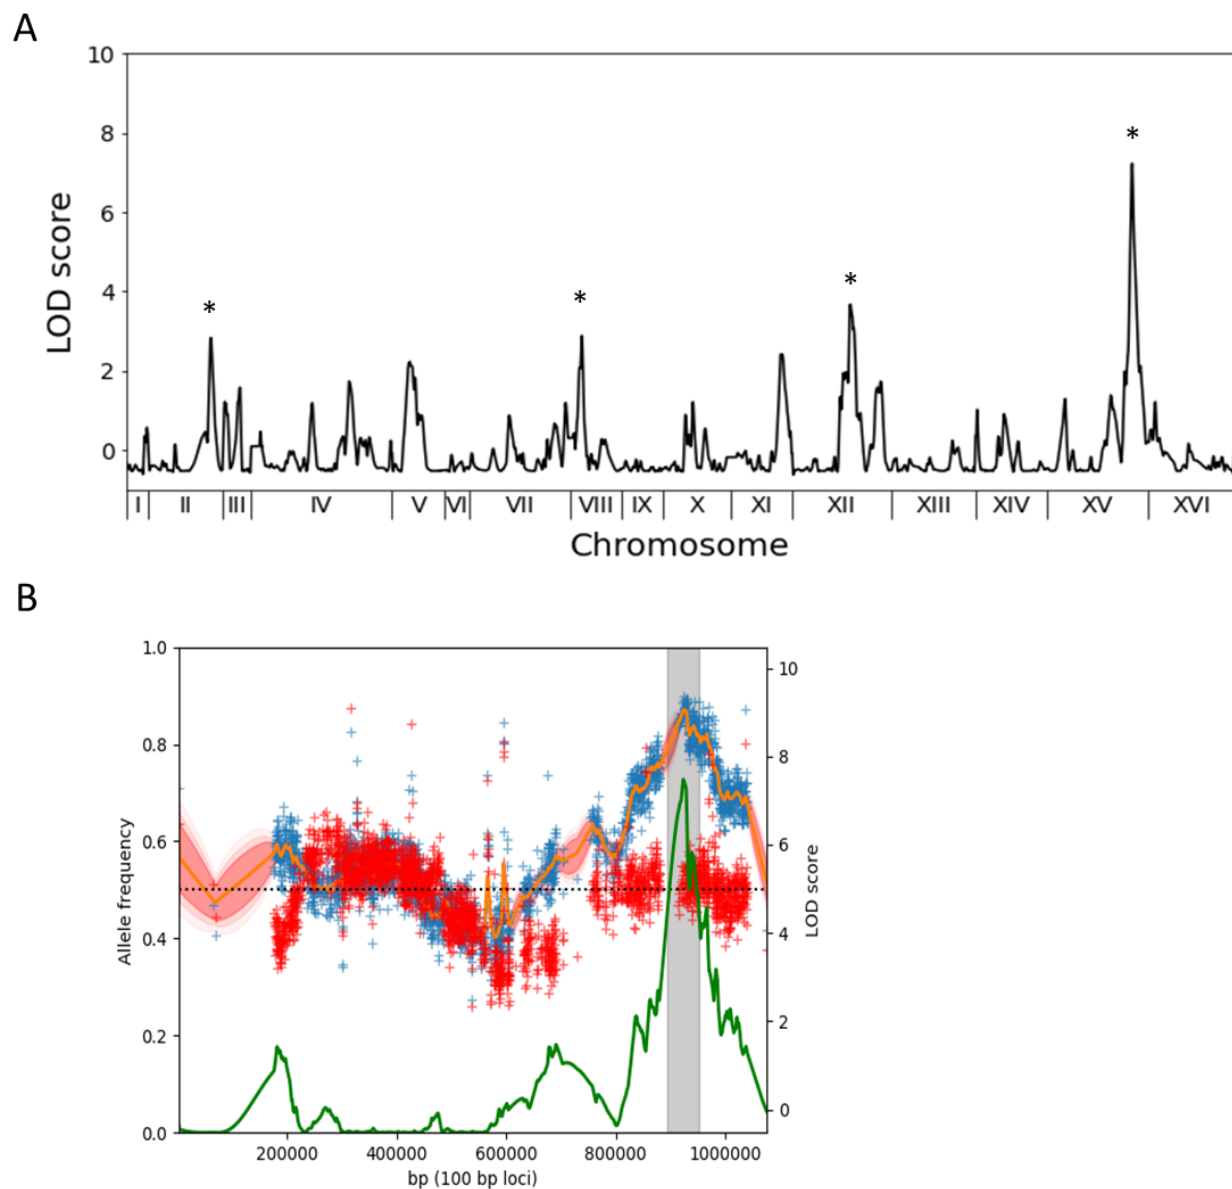 A
10
8
6
4
2
0
LOD score
*
*
*
*
I II III IV V VI VII VIII IX X XI XII XIII XIV XV XVI
Chromosome
B
1.0
0.8
0.6
0.4
0.2
0.0
Allele frequency
10
8
6
4
2
0
LOD score
200000 400000 600000 800000 1000000
bp (100 bp loci)